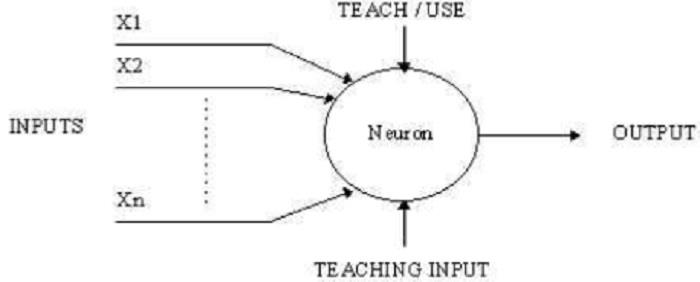 TEACH / USE
X1
X2
INPUTS
Neuron
OUTPUT
Xn
TEACHING INPUT